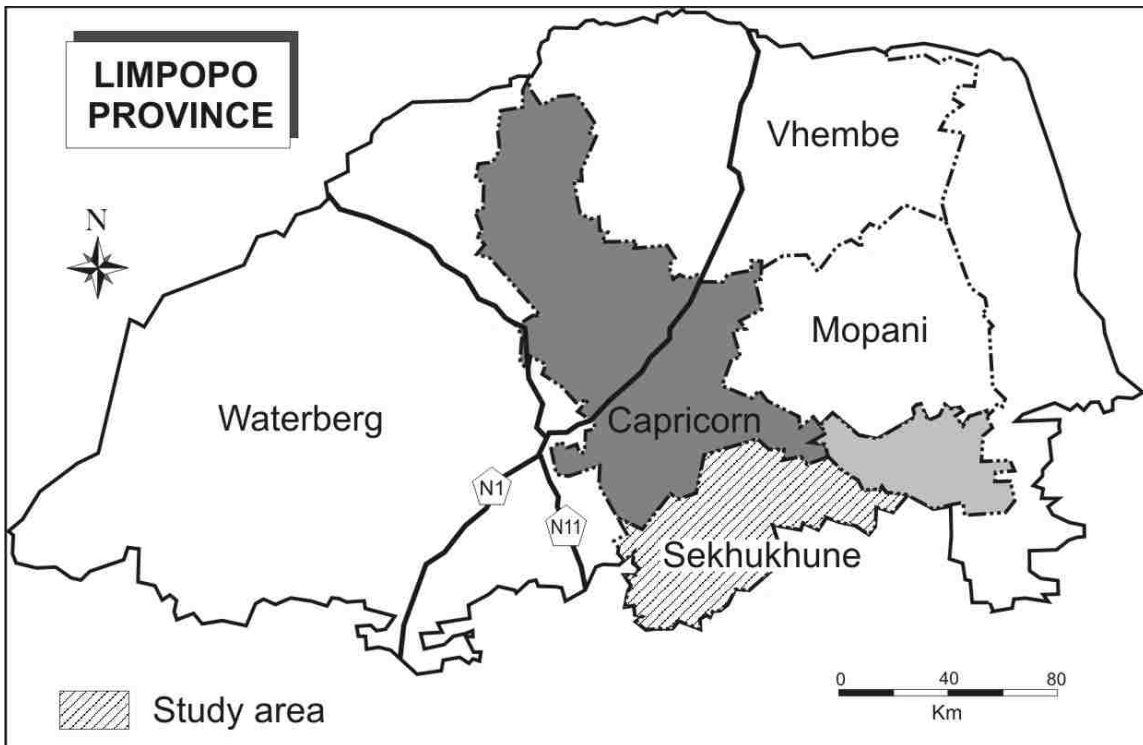 LIMPOPO
PROVINCE
Vhembe
N
Mopani
Waterberg
Capricorn
N1
N11
Sekhukhune
Study area
0 40 80
Km